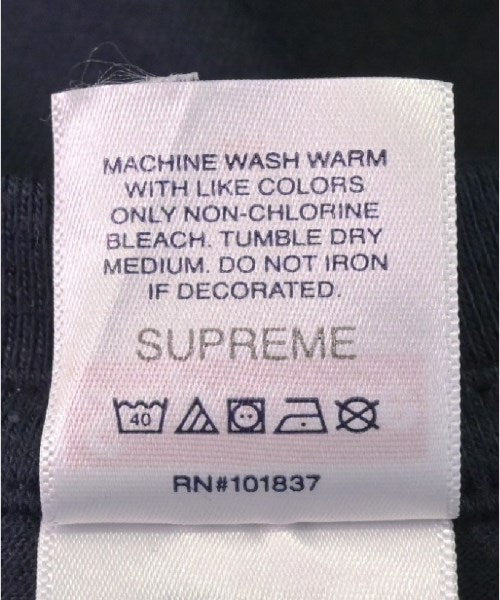 MACHINE WASH WARM
WITH LIKE COLORS
ONLY NON-CHLORINE
BLEACH. TUMBLE DRY
MEDIUM. DO NOT IRON
IF DECORATED.
SUPREME
40
RN#101837